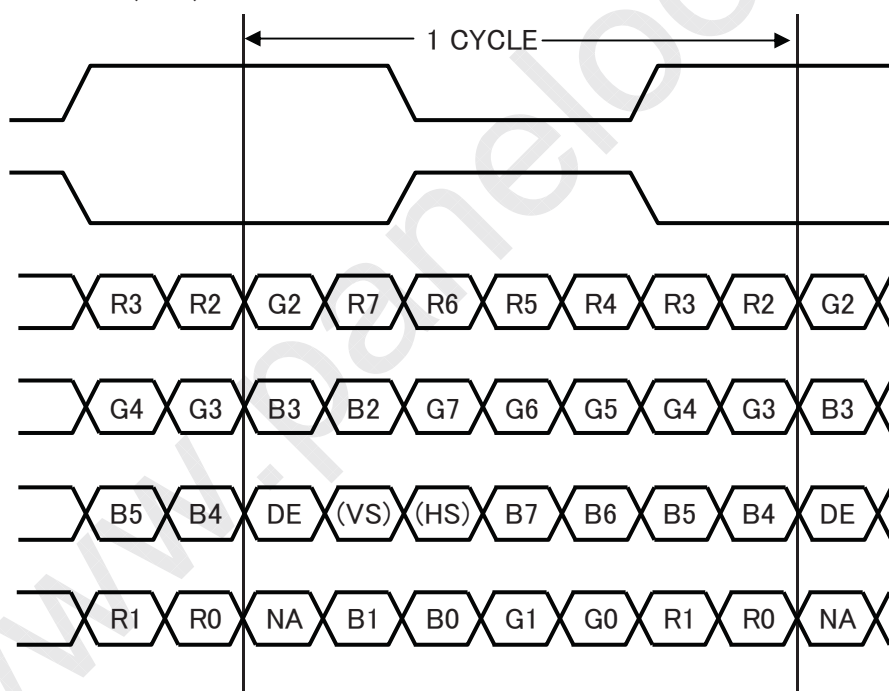 1 CYCLE
R3 R2 G2 R7 R6 R5 R4 R3 R2 G2
G4 G3 B3 B2 G7 G6 G5 G4 G3 B3
B5 B4 DE (VS) (HS) B7 B6 B5 B4 DE
R1 R0 NA B1 B0 G1 G0 R1 R0 NA
www.paneloo